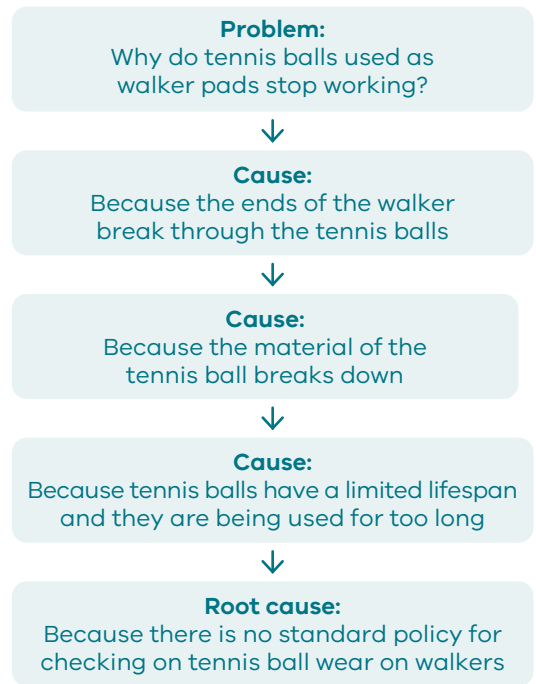 Problem:
Why do tennis balls used as
walker pads stop working?
Cause:
Because the ends of the walker
break through the tennis balls
Cause:
Because the material of the
tennis ball breaks down
Cause:
Because tennis balls have a limited lifespan
and they are being used for too long
Root cause:
Because there is no standard policy for
checking on tennis ball wear on walkers